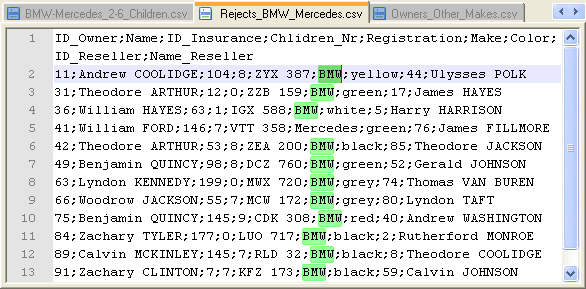 BMW-Mercedes_2-6_Children.csv Rejects_BMW_Mercedes.csv Owners_Other_Makes.csv
1 ID_Owner;Name;ID_Insurance;Chlidren_Nr;Registration;Make;Color;
ID_Reseller;Name_Reseller
2 11;Andrew COOLIDGE;104;8;ZYX 387;BMW;yellow;44;Ulysses POLK
3 31;Theodore ARTHUR;12;0;ZZB 159;BMW;green;17;James HAYES
4 36;William HAYES;63;1;IGX 588;BMW;white;5;Harry HARRISON
5 41;William FORD;146;7;VTT 358;Mercedes;green;76;James FILLMORE
6 42;Theodore ARTHUR;53;8;ZEA 200;BMW;black;85;Theodore JACKSON
7 49;Benjamin QUINCY;98;8;DCZ 760;BMW;green;52;Gerald JOHNSON
8 63;Lyndon KENNEDY;199;0;MWX 720;BMW;grey;74;Thomas VAN BUREN
9 66;Woodrow JACKSON;55;7;MCW 172;BMW;grey;80;Lyndon TAFT
10 75;Benjamin QUINCY;145;9;CDK 308;BMW;red;40;Andrew WASHINGTON
11 84;Zachary TYLER;177;0;LUO 717;BMW;black;2;Rutherford MONROE
12 89;Calvin MCKINLEY;145;7;RLD 32;BMW;black;8;Theodore COOLIDGE
13 91;Zachary CLINTON;7;7;KFZ 173;BMW;black;59;Calvin JOHNSON